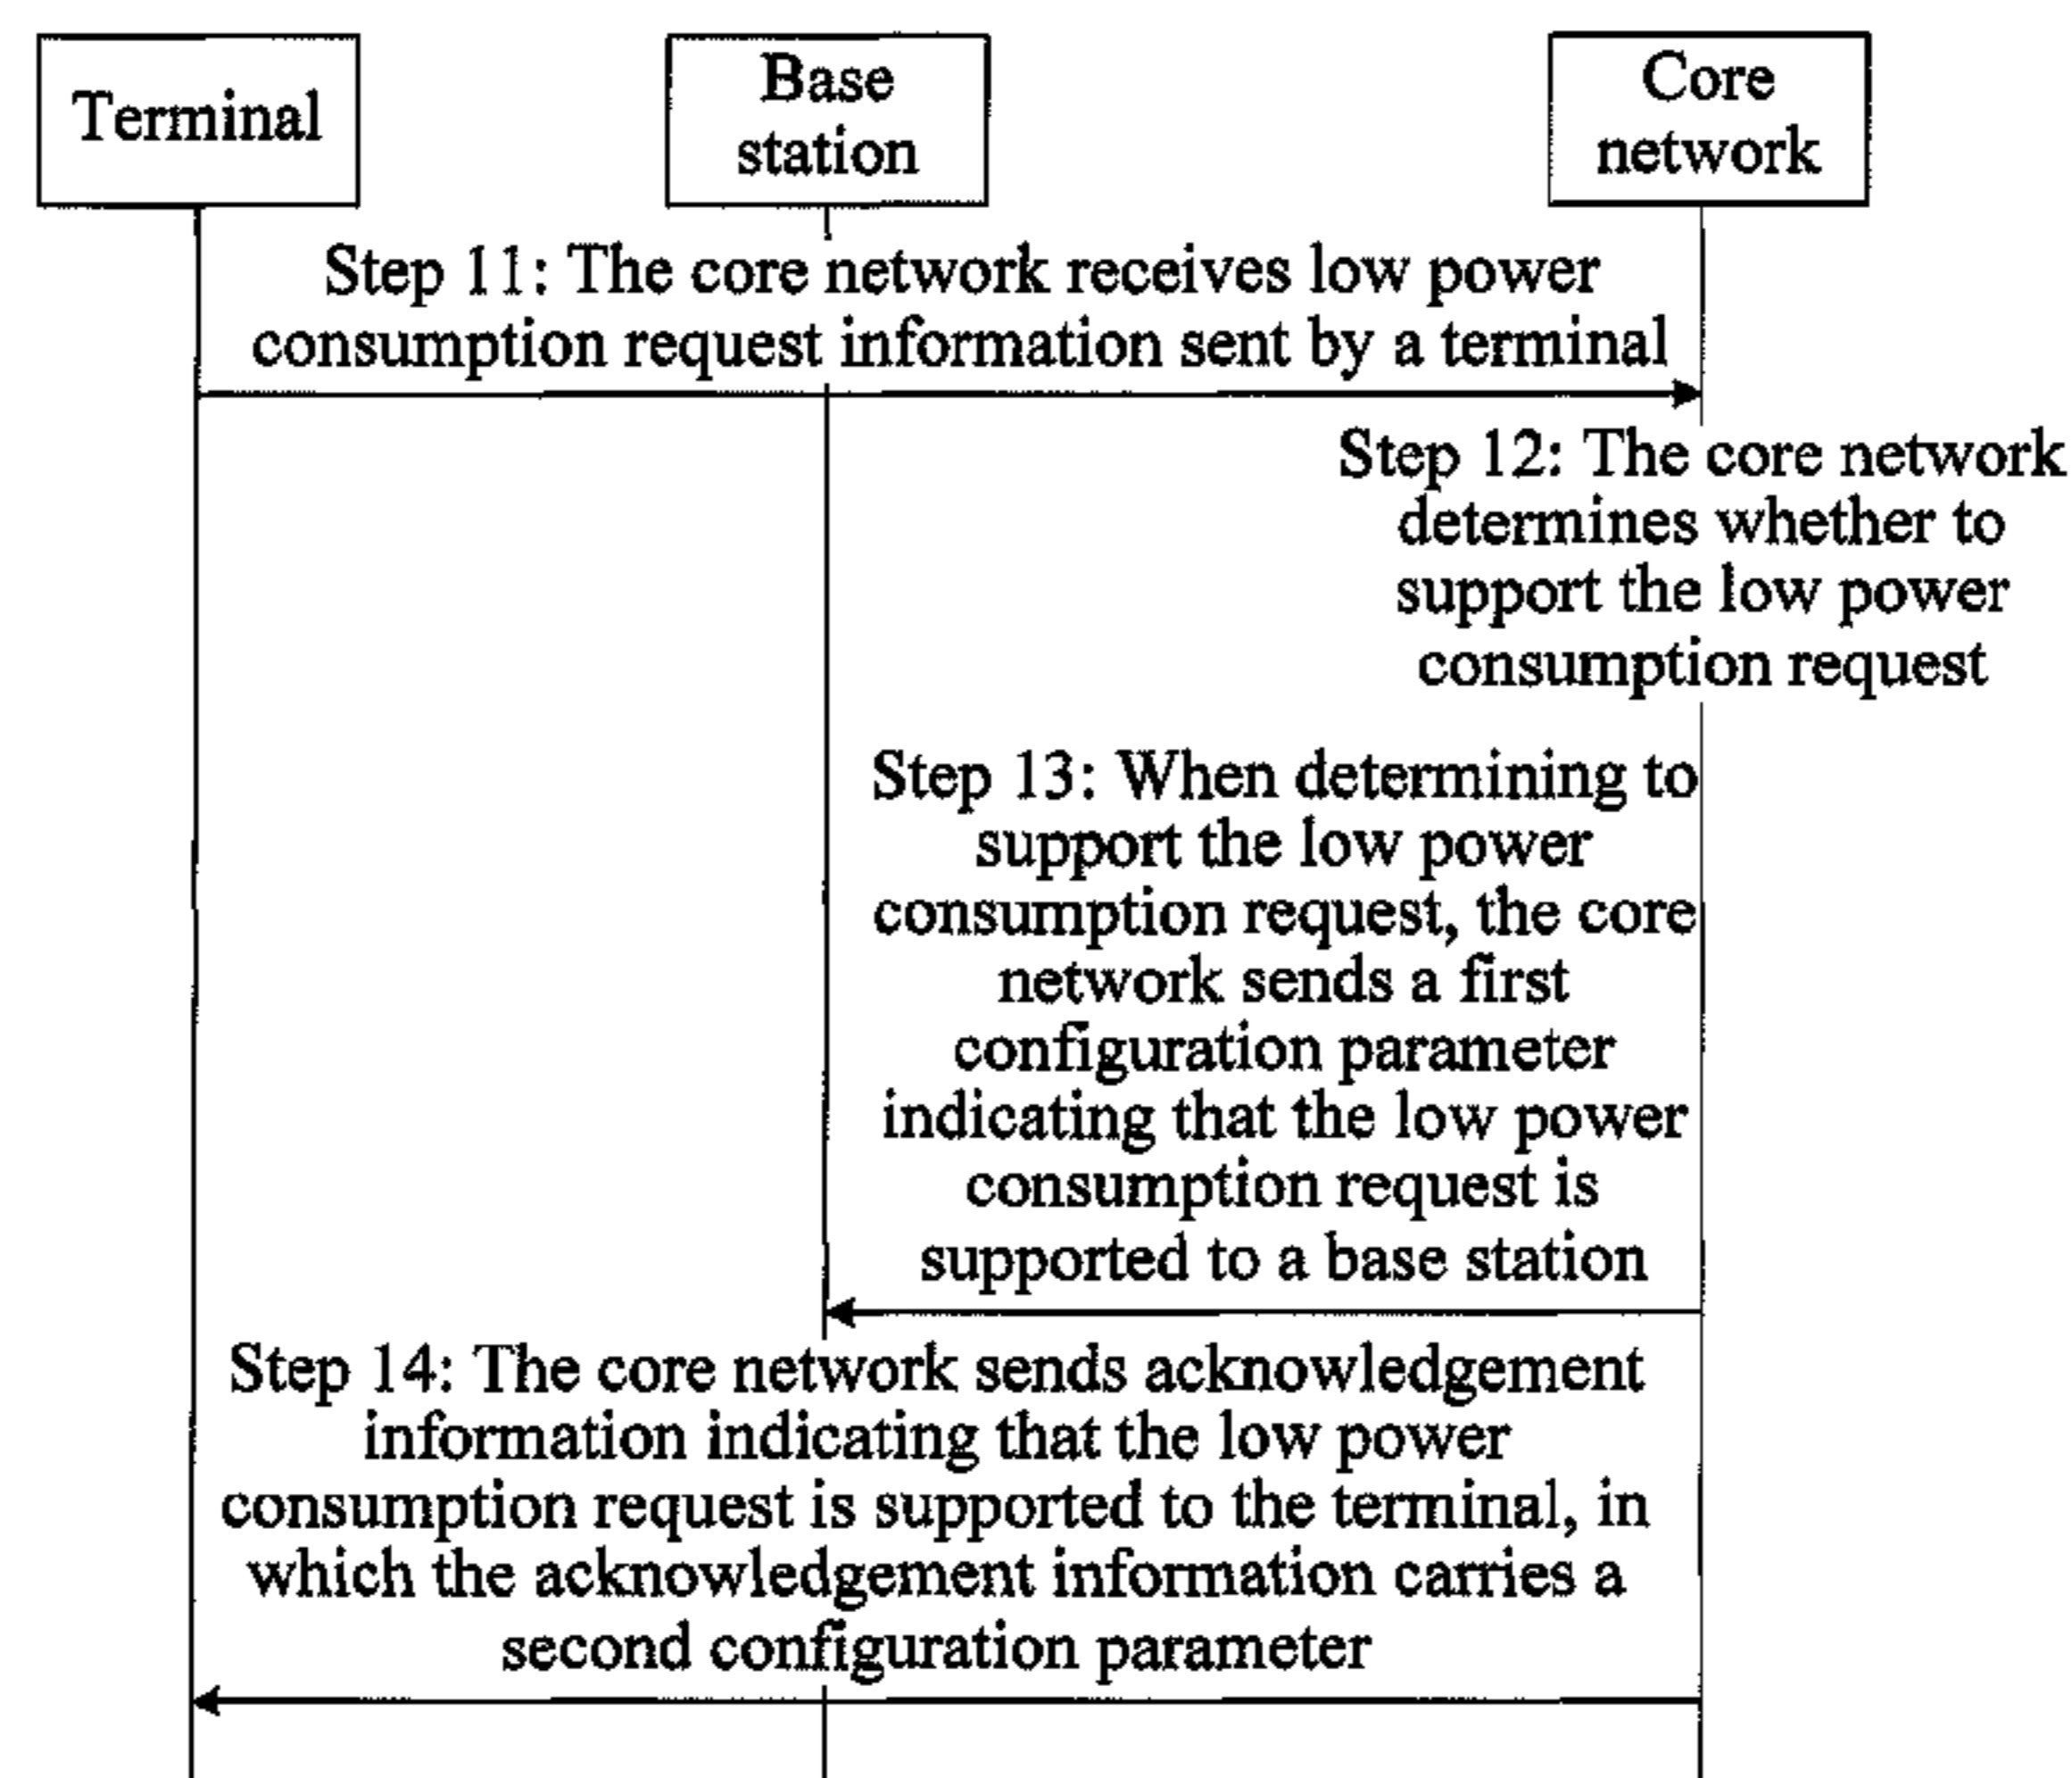 Terminal
Base
station
Core
network
Step 11: The core network receives low power
consumption request information sent by a terminal
Step 12: The core network
determines whether to
support the low power
consumption request
Step 13: When determining to
support the low power
consumption request, the core
network sends a first
configuration parameter
indicating that the low power
consumption request is
supported to a base station
Step 14: The core network sends acknowledgement
information indicating that the low power
consumption request is supported to the terminal, in
which the acknowledgement information carries a
second configuration parameter